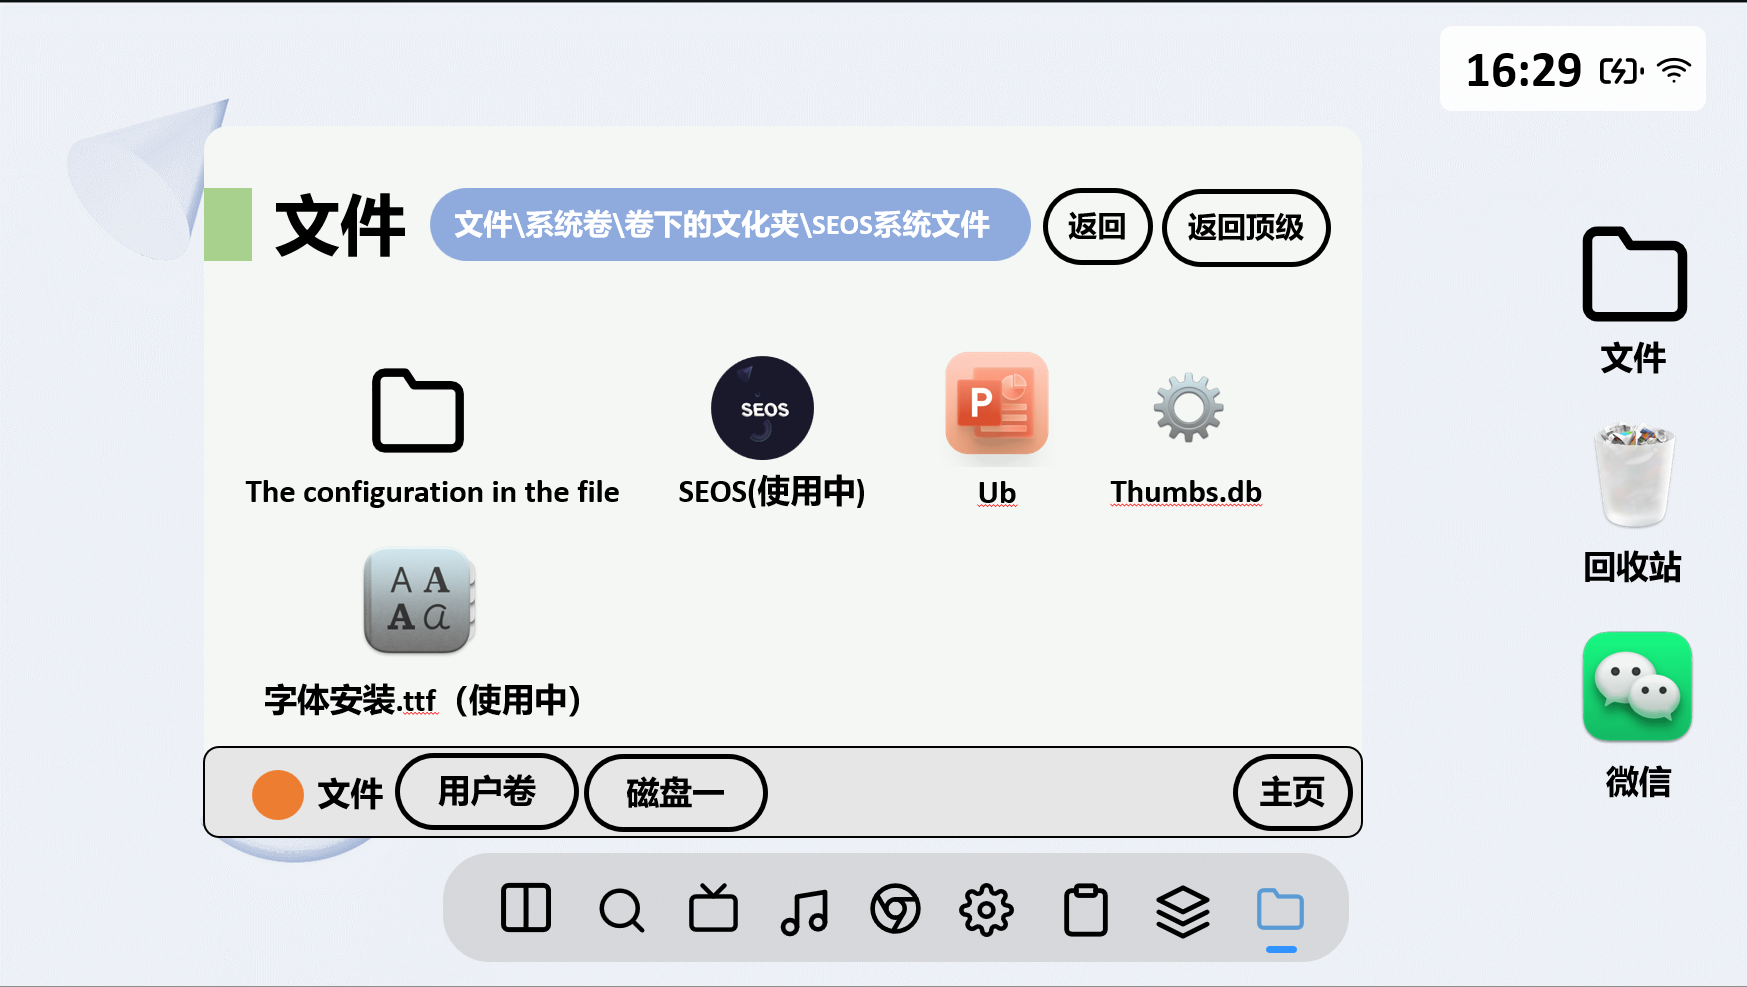 16:29
文件
文件\系统卷\卷下的文化夹\SEOS系统文件
返回
返回顶级
The configuration in the file
SEOS
SEOS(使用中)
P
Ub
Thumbs.db
A A
A a
字体安装.ttf（使用中）
文件
用户卷
磁盘一
主页
文件
回收站
微信